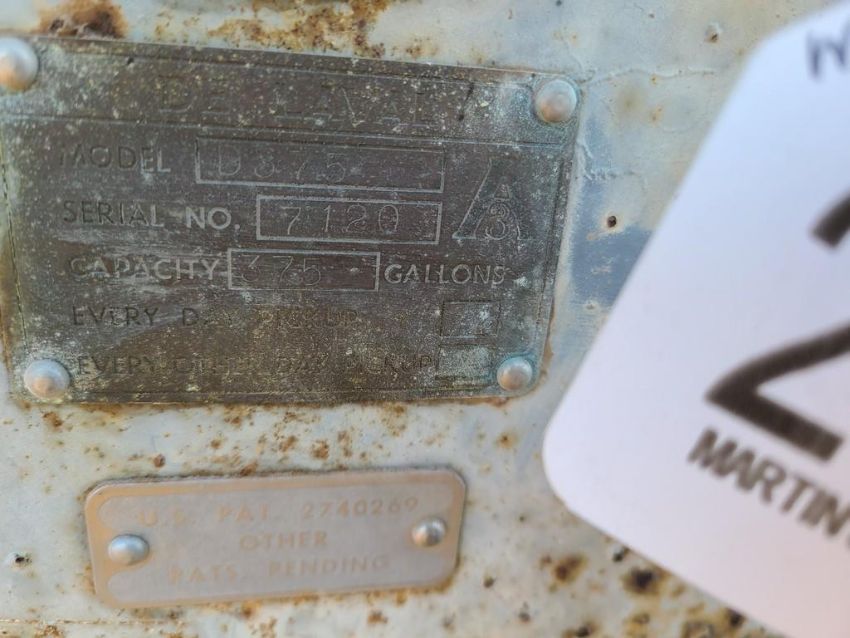 DE LAVAL
MODEL D375
SERIAL NO. 7120
A
3
CAPACITY 375 GALLONS
EVERY DAY PICKUP
EVERY OTHER DAY PICKUP
U.S. PAT. 2740269
OTHER
PATS. PENDING
2
MARTIN'S